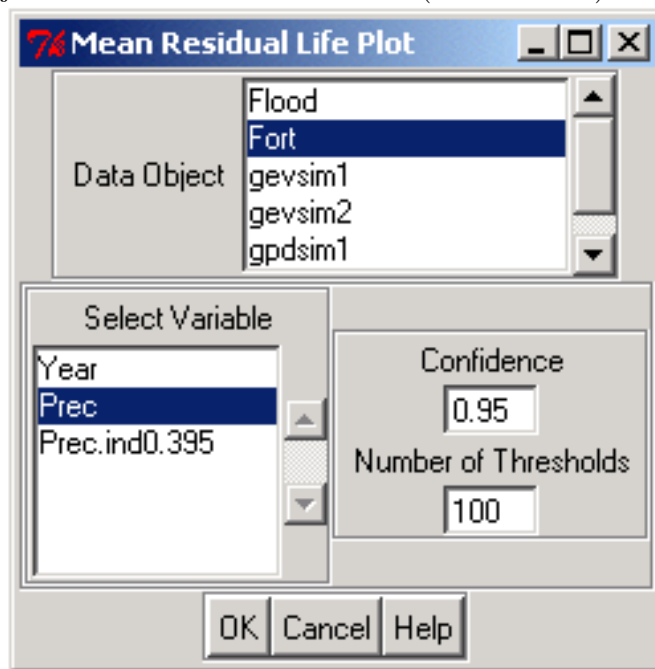 Mean Residual Life Plot
Data Object
Flood
Fort
gevsim1
gevsim2
gpdsim1
Select Variable
Year
Prec
Prec.ind0.395
Confidence
0.95
Number of Thresholds
100
OK Cancel Help